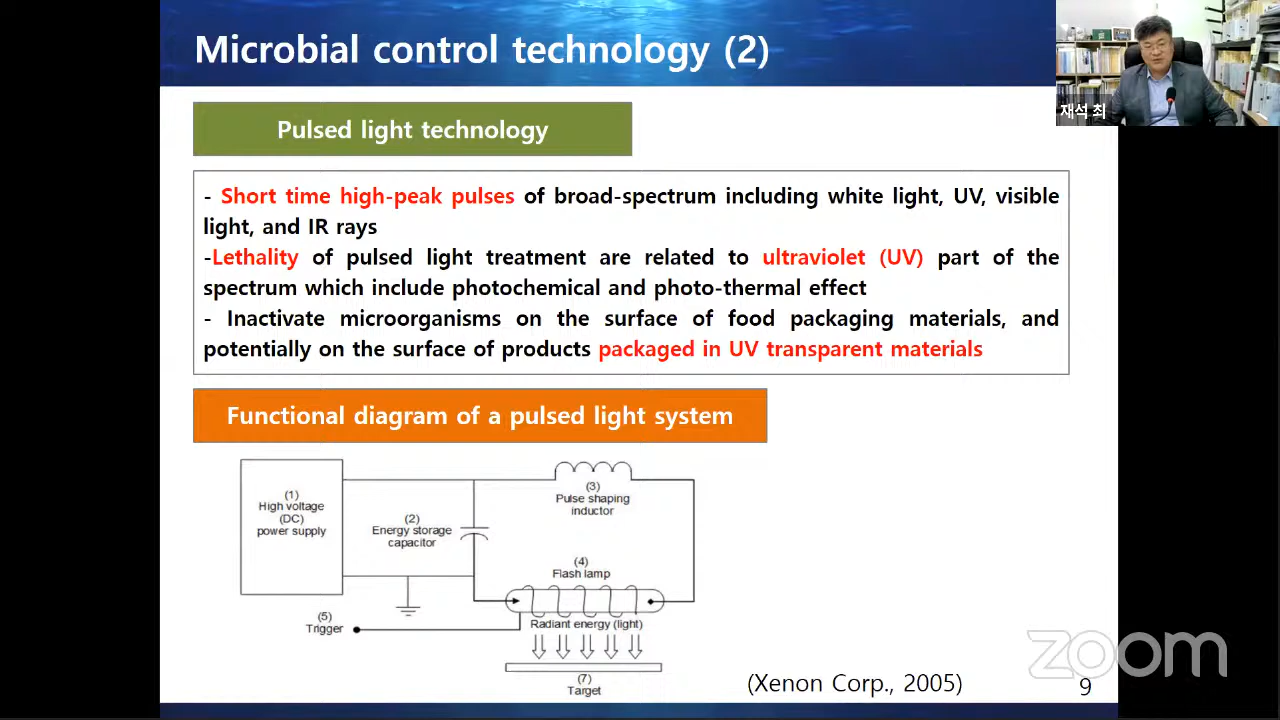 Microbial control technology (2)
재석 최
Pulsed light technology
- Short time high-peak pulses of broad-spectrum including white light, UV, visible
light, and IR rays
-Lethality of pulsed light treatment are related to ultraviolet (UV) part of the
spectrum which include photochemical and photo-thermal effect
- Inactivate microorganisms on the surface of food packaging materials, and
potentially on the surface of products packaged in UV transparent materials
Functional diagram of a pulsed light system
(1)
High voltage
(DC)
power supply
(2)
Energy storage
capacitor
(3)
Pulse shaping
inductor
(4)
Flash lamp
(5)
Trigger
Radiant energy (light)
(7)
Target
(Xenon Corp., 2005)
9
zoom